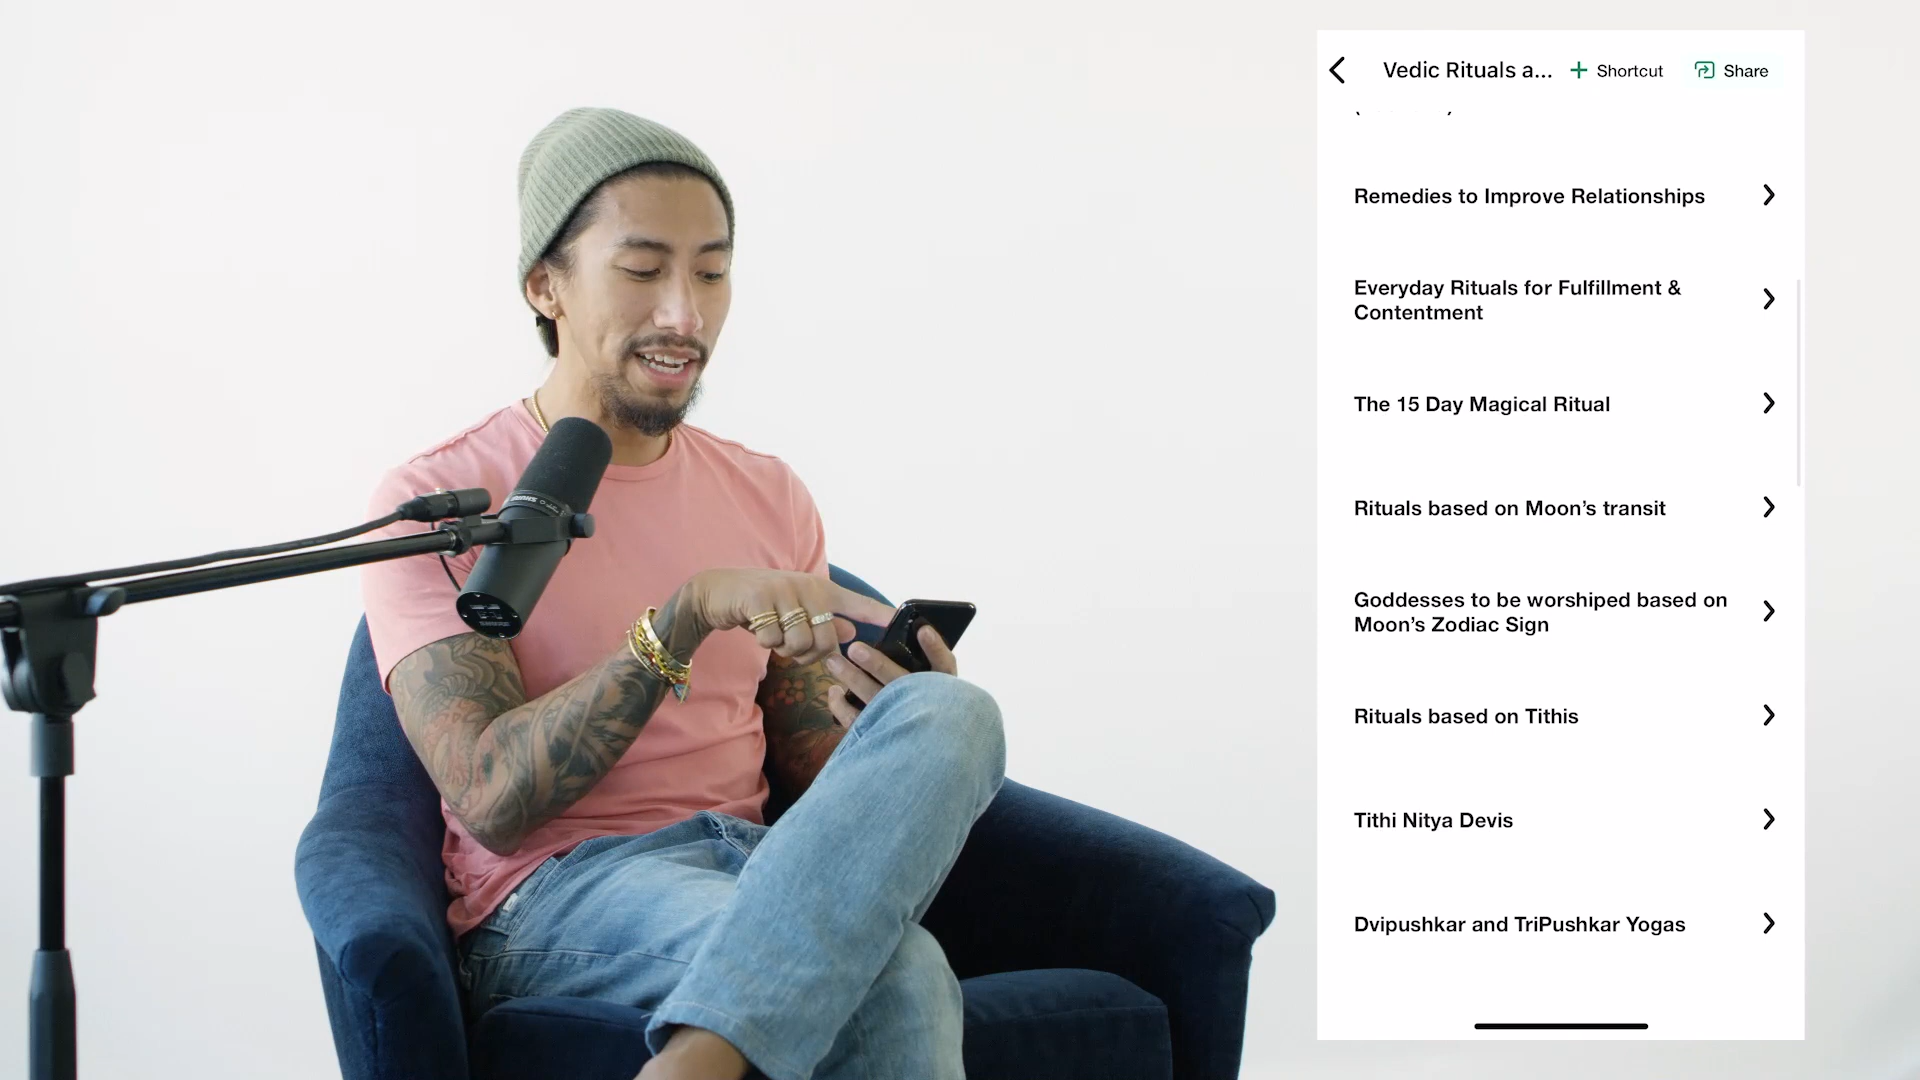 Vedic Rituals a...
Shortcut
Share
Remedies to Improve Relationships
Everyday Rituals for Fulfillment &
Contentment
The 15 Day Magical Ritual
Rituals based on Moon’s transit
Goddesses to be worshiped based on
Moon’s Zodiac Sign
Rituals based on Tithis
Tithi Nitya Devis
Dvipushkar and TriPushkar Yogas
SHURE